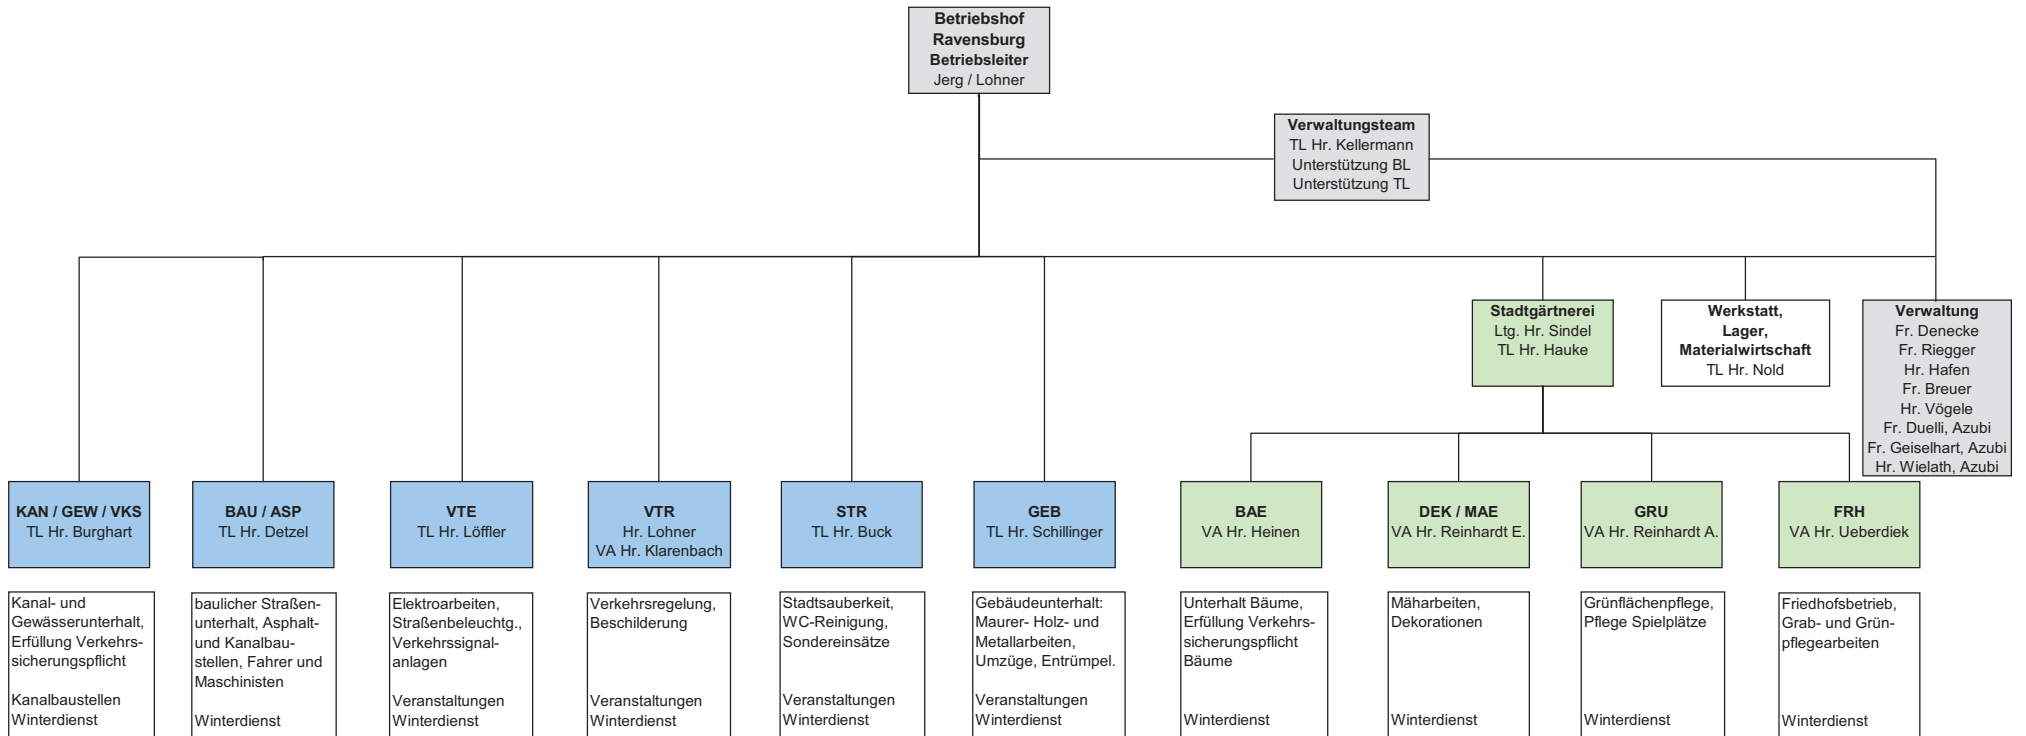 Betriebshof
Ravensburg
Betriebsleiter
Jerg / Lohner
Verwaltungsteam
TL Hr. Kellermann
Unterstützung BL
Unterstützung TL
Stadtgärtnerei
Ltg. Hr. Sindel
TL Hr. Hauke
Werkstatt,
Lager,
Materialwirtschaft
TL Hr. Nold
Verwaltung
Fr. Denecke
Fr. Riegger
Hr. Hafen
Fr. Breuer
Hr. Vögele
Fr. Duelli, Azubi
Fr. Geiselhart, Azubi
Hr. Wielath, Azubi
KAN / GEW / VKS
TL Hr. Burghart
BAU / ASP
TL Hr. Detzel
VTE
TL Hr. Löffler
VTR
Hr. Lohner
VA Hr. Klarenbach
STR
TL Hr. Buck
GEB
TL Hr. Schillinger
BAE
VA Hr. Heinen
DEK / MAE
VA Hr. Reinhardt E.
GRU
VA Hr. Reinhardt A.
FRH
VA Hr. Ueberdiek
Kanal- und
Gewässerunterhalt,
Erfüllung Verkehrs-
sicherungspflicht
Kanalbaustellen
Winterdienst
baulicher Straßen-
unterhalt, Asphalt-
und Kanalbau-
stellen, Fahrer und
Maschinisten
Winterdienst
Elektroarbeiten,
Straßenbeleuchtg.,
Verkehrssignal-
anlagen
Veranstaltungen
Winterdienst
Verkehrsregelung,
Beschilderung
Veranstaltungen
Winterdienst
Stadtsauberkeit,
WC-Reinigung,
Sondereinsätze
Veranstaltungen
Winterdienst
Gebäudeunterhalt:
Maurer- Holz- und
Metallarbeiten,
Umzüge, Entrümpel.
Veranstaltungen
Winterdienst
Unterhalt Bäume,
Erfüllung Verkehrs-
sicherungspflicht
Bäume
Winterdienst
Mäharbeiten,
Dekorationen
Winterdienst
Grünflächenpflege,
Pflege Spielplätze
Winterdienst
Friedhofsbetrieb,
Grab- und Grün-
pflegearbeiten
Winterdienst